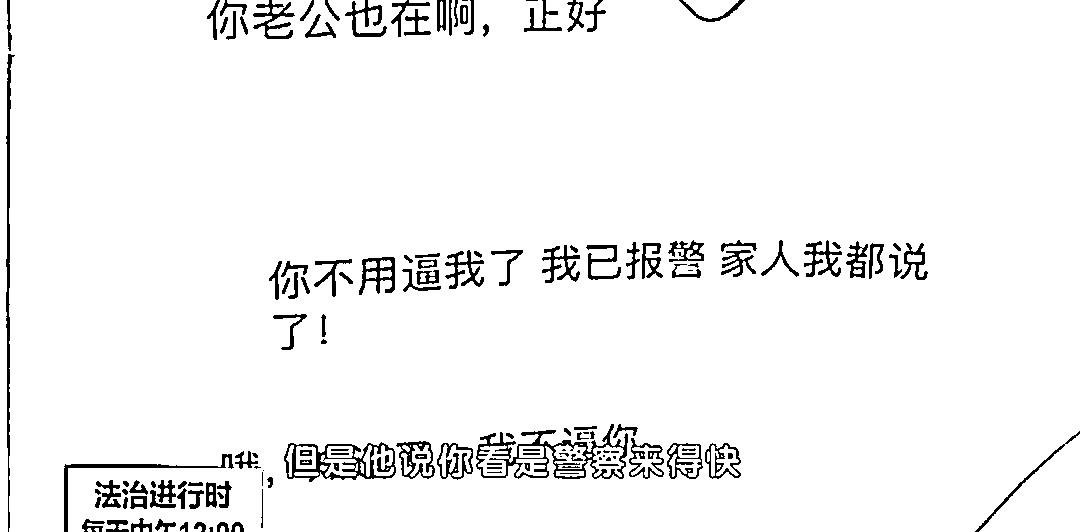 你老公也在啊，正好
你不用逼我了 我已报警 家人我都说
了！
哦，
我不逼你
但是他说你看是警察来得快
法治进行时
每天中午12:00